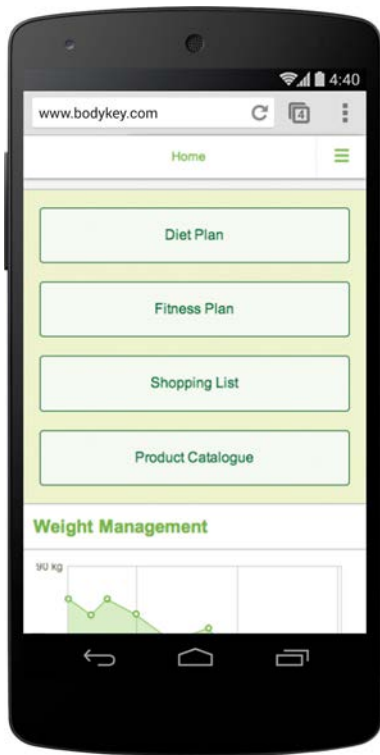 4:40
www.bodykey.com
4
Home
Diet Plan
Fitness Plan
Shopping List
Product Catalogue
Weight Management
90 kg